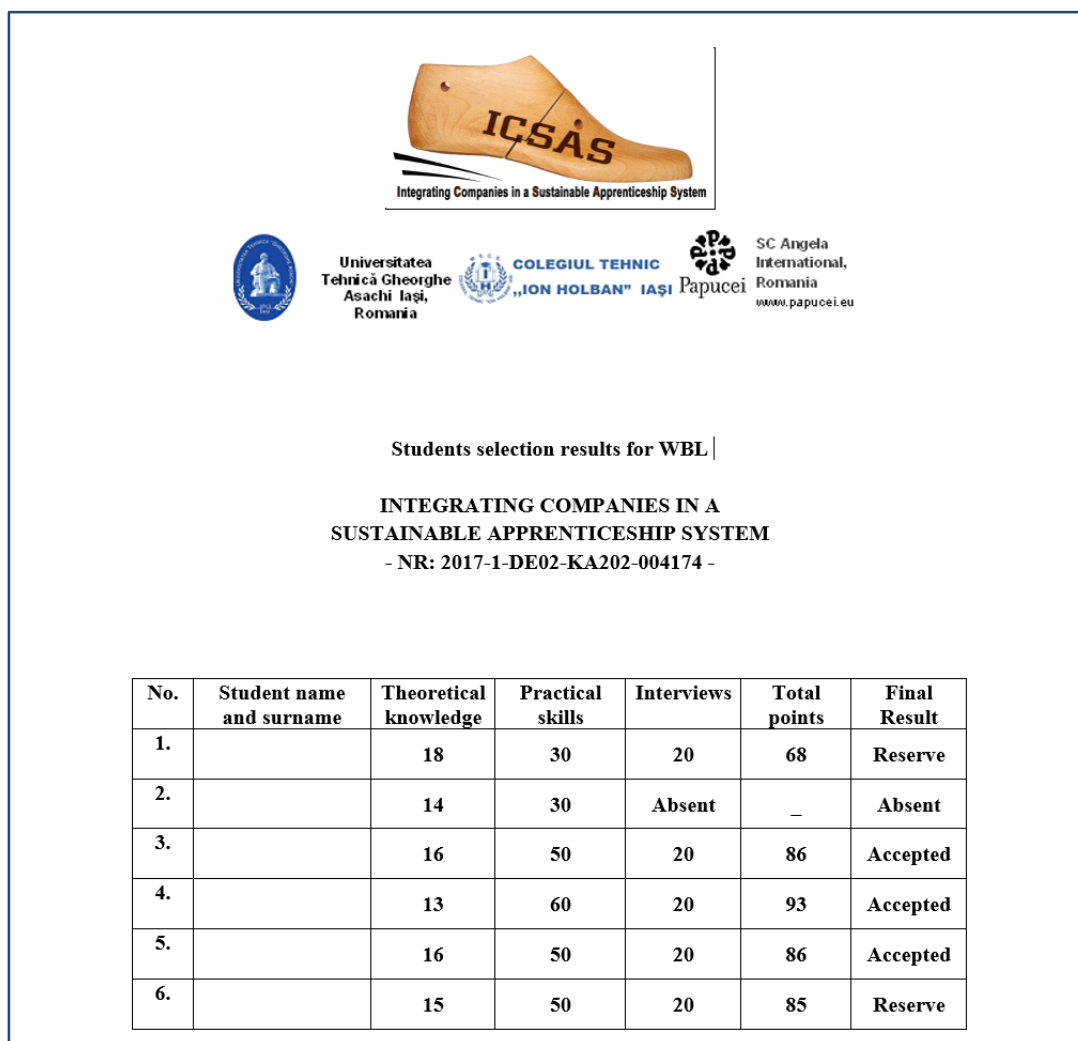 ICSAS
Integrating Companies in a Sustainable Apprenticeship System
Universitatea
Tehnică Gheorghe
Asachi Iaşi,
Romania
COLEGIUL TEHNIC
„ION HOLBAN” IAŞI
Papucei
SC Angela
International,
Romania
www.papucei.eu
Students selection results for WBL
INTEGRATING COMPANIES IN A
SUSTAINABLE APPRENTICESHIP SYSTEM
- NR: 2017-1-DE02-KA202-004174 -
No. Student name and surname Theoretical knowledge Practical skills Interviews Total points Final Result
1. 18 30 20 68 Reserve
2. 14 30 Absent _ Absent
3. 16 50 20 86 Accepted
4. 13 60 20 93 Accepted
5. 16 50 20 86 Accepted
6. 15 50 20 85 Reserve